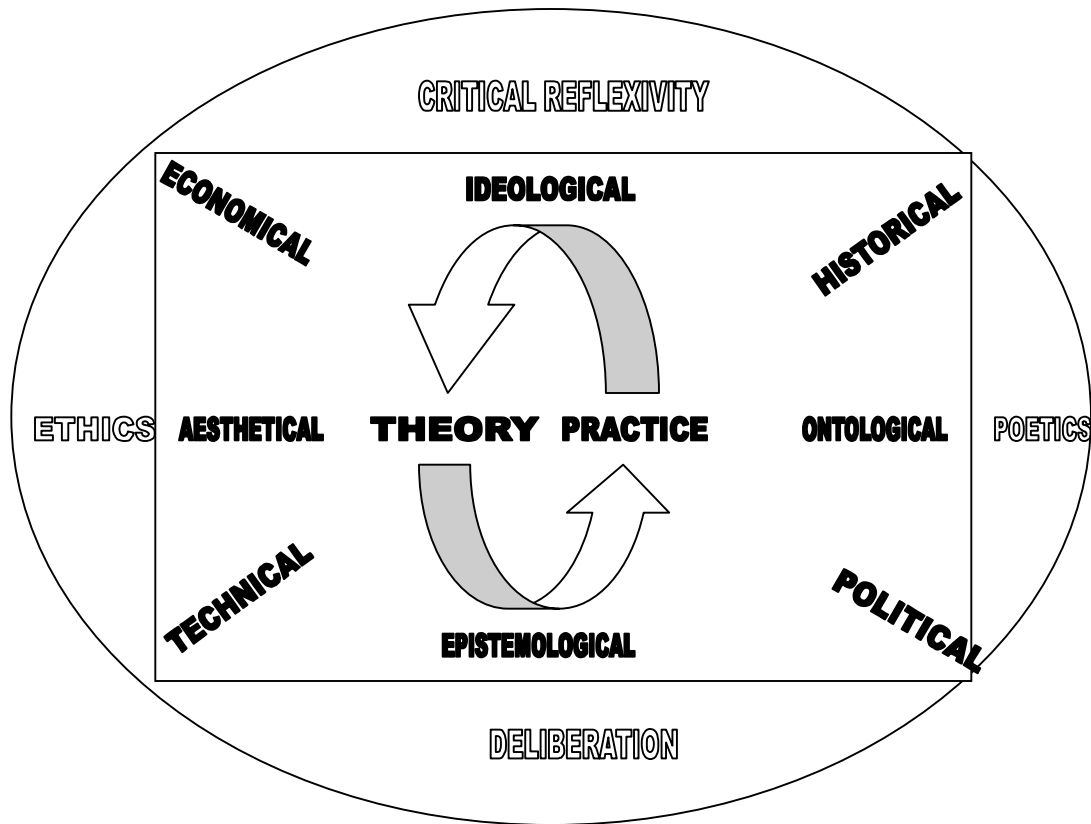 CRITICAL REFLEXIVITY
ECONOMICAL
IDEOLOGICAL
HISTORICAL
ETHICS
AESTHETICAL
THEORY
PRACTICE
ONTOLOGICAL
POETICS
TECHNICAL
EPISTEMOLOGICAL
POLITICAL
DELIBERATION